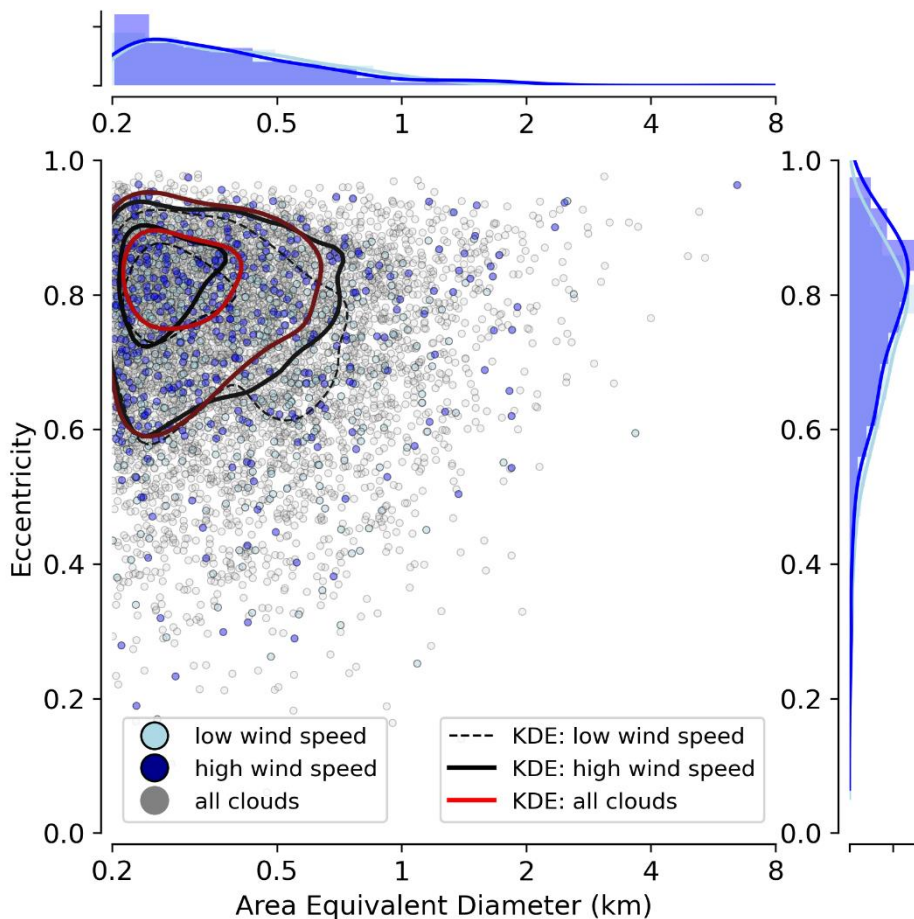 0.2 0.5 1 2 4 8
1.0 1.0
0.8 0.8
0.6 0.6
0.4 0.4
0.2 0.2
0.0 0.0
Eccentricity
low wind speed
high wind speed
all clouds
KDE: low wind speed
KDE: high wind speed
KDE: all clouds
0.2 0.5 1 2 4 8
Area Equivalent Diameter (km)